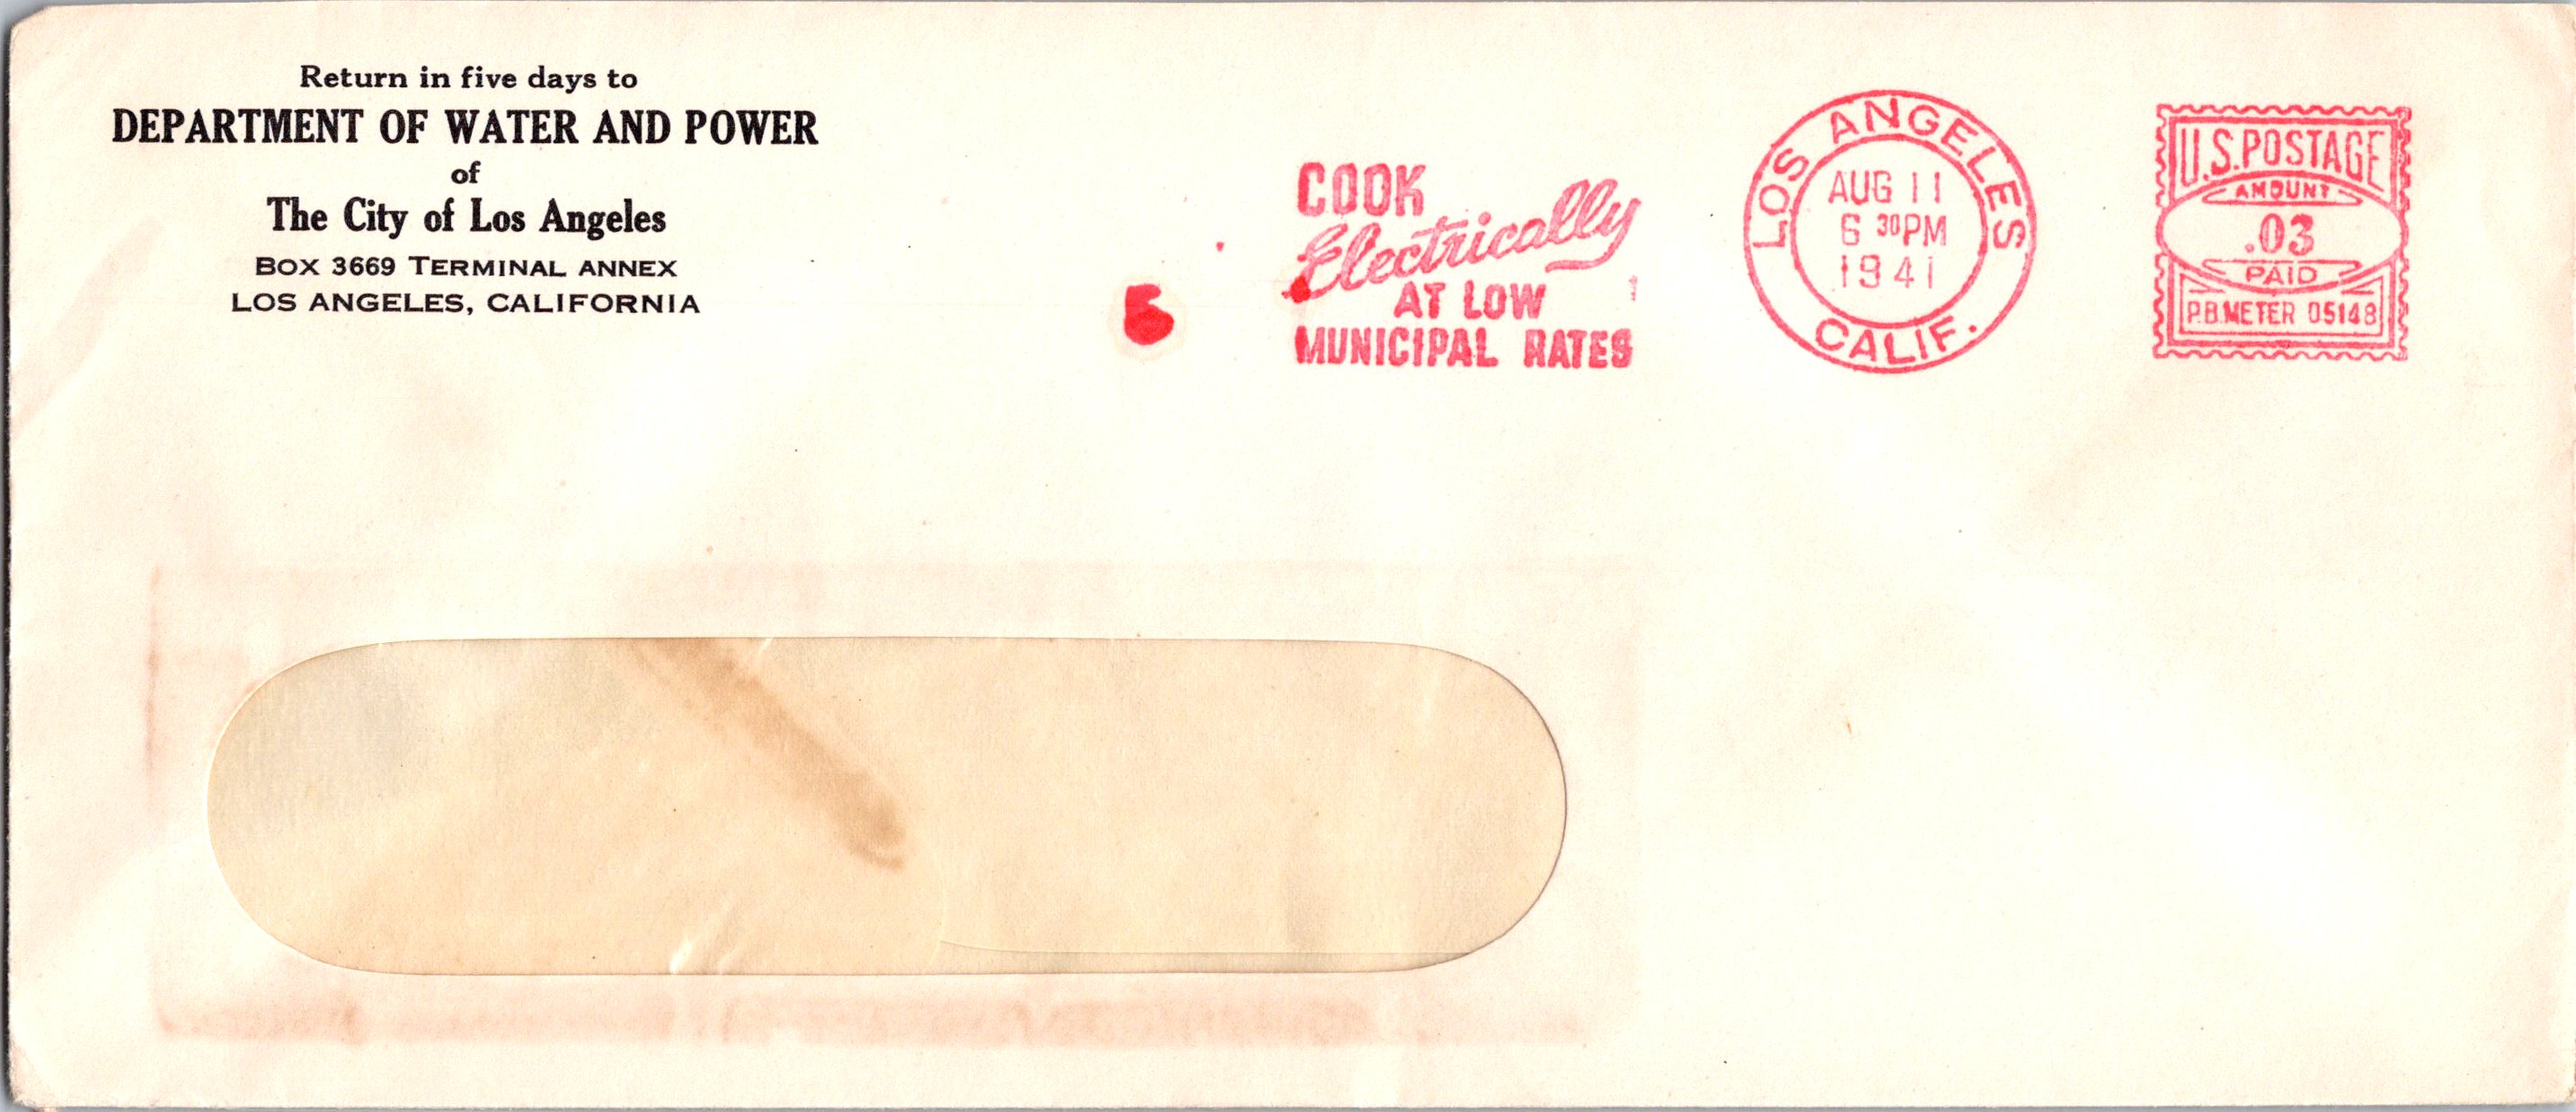 Return in five days to
DEPARTMENT OF WATER AND POWER
of
The City of Los Angeles
BOX 3669 TERMINAL ANNEX
LOS ANGELES, CALIFORNIA
COOK
Electrically
AT LOW
MUNICIPAL RATES
LOS ANGELES
AUG 11
6 30PM
1941
CALIF.
U.S.POSTAGE
AMOUNT
.03
PAID
P.B.METER 05148